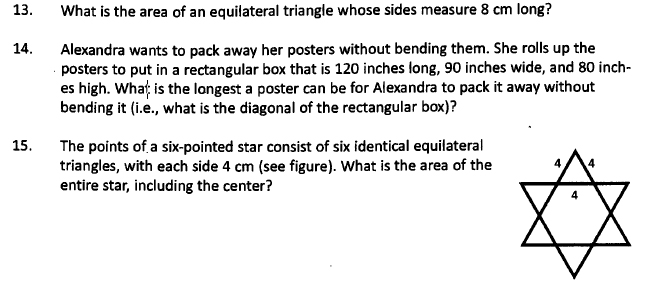 13. What is the area of an equilateral triangle whose sides measure 8 cm long?
14. Alexandra wants to pack away her posters without bending them. She rolls up the
posters to put in a rectangular box that is 120 inches long, 90 inches wide, and 80 inch-
es high. What is the longest a poster can be for Alexandra to pack it away without
bending it (i.e., what is the diagonal of the rectangular box)?
15. The points of a six-pointed star consist of six identical equilateral
triangles, with each side 4 cm (see figure). What is the area of the
entire star, including the center?
4 4
4